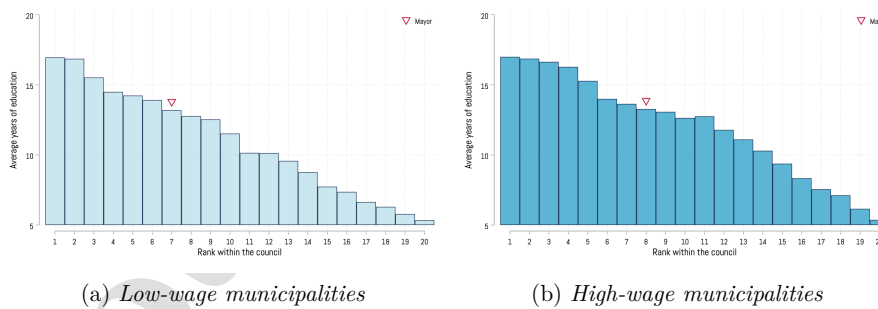 20
15
10
5
Average years of education
▽ Mayor
1 2 3 4 5 6 7 8 9 10 11 12 13 14 15 16 17 18 19 20
Rank within the council
(a) Low-wage municipalities
20
15
10
5
Average years of education
▽ Ma
1 2 3 4 5 6 7 8 9 10 11 12 13 14 15 16 17 18 19 2
Rank within the council
(b) High-wage municipalities